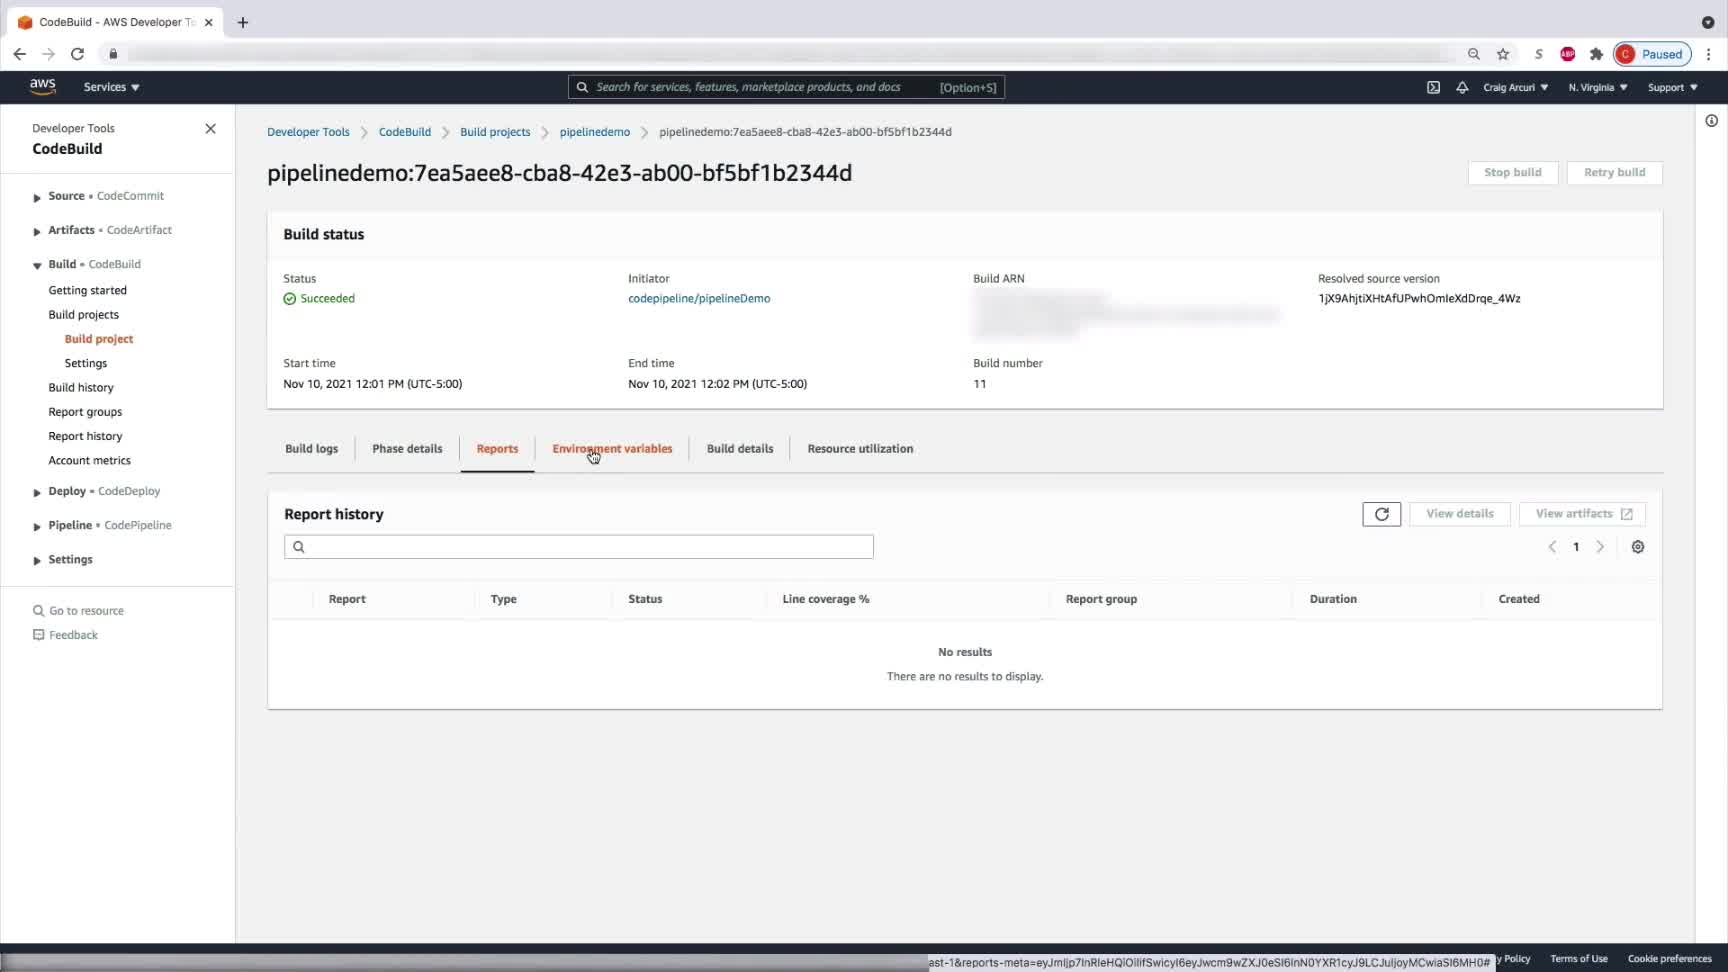 CodeBuild - AWS Developer To
Paused
aws
Services
Search for services, features, marketplace products, and docs
[Option+S]
Craig Arcuri
N. Virginia
Support
Developer Tools
CodeBuild
Source • CodeCommit
Artifacts • CodeArtifact
Build • CodeBuild
Getting started
Build projects
Build project
Settings
Build history
Report groups
Report history
Account metrics
Deploy • CodeDeploy
Pipeline • CodePipeline
Settings
Go to resource
Feedback
Developer Tools
CodeBuild
Build projects
pipelinedemo
pipelinedemo:7ea5aee8-cba8-42e3-ab00-bf5bf1b2344d
pipelinedemo:7ea5aee8-cba8-42e3-ab00-bf5bf1b2344d
Stop build
Retry build
Build status
Status
Succeeded
Initiator
codepipeline/pipelineDemo
Build ARN
Resolved source version
1jX9AhjtiXHtAfUPwhOmIeXdDrqe_4Wz
Start time
Nov 10, 2021 12:01 PM (UTC-5:00)
End time
Nov 10, 2021 12:02 PM (UTC-5:00)
Build number
11
Build logs
Phase details
Reports
Environment variables
Build details
Resource utilization
Report history
View details
View artifacts
1
Report
Type
Status
Line coverage %
Report group
Duration
Created
No results
There are no results to display.
y Policy
Terms of Use
Cookie preferences